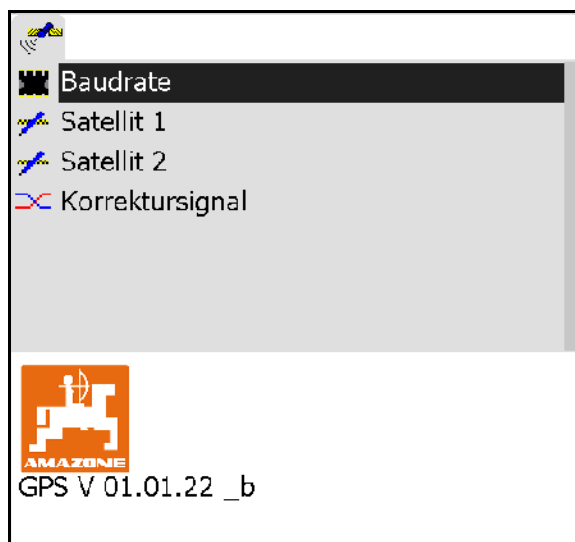 Baudrate
Satellit 1
Satellit 2
Korrektursignal
AMAZONE
GPS V 01.01.22 _b